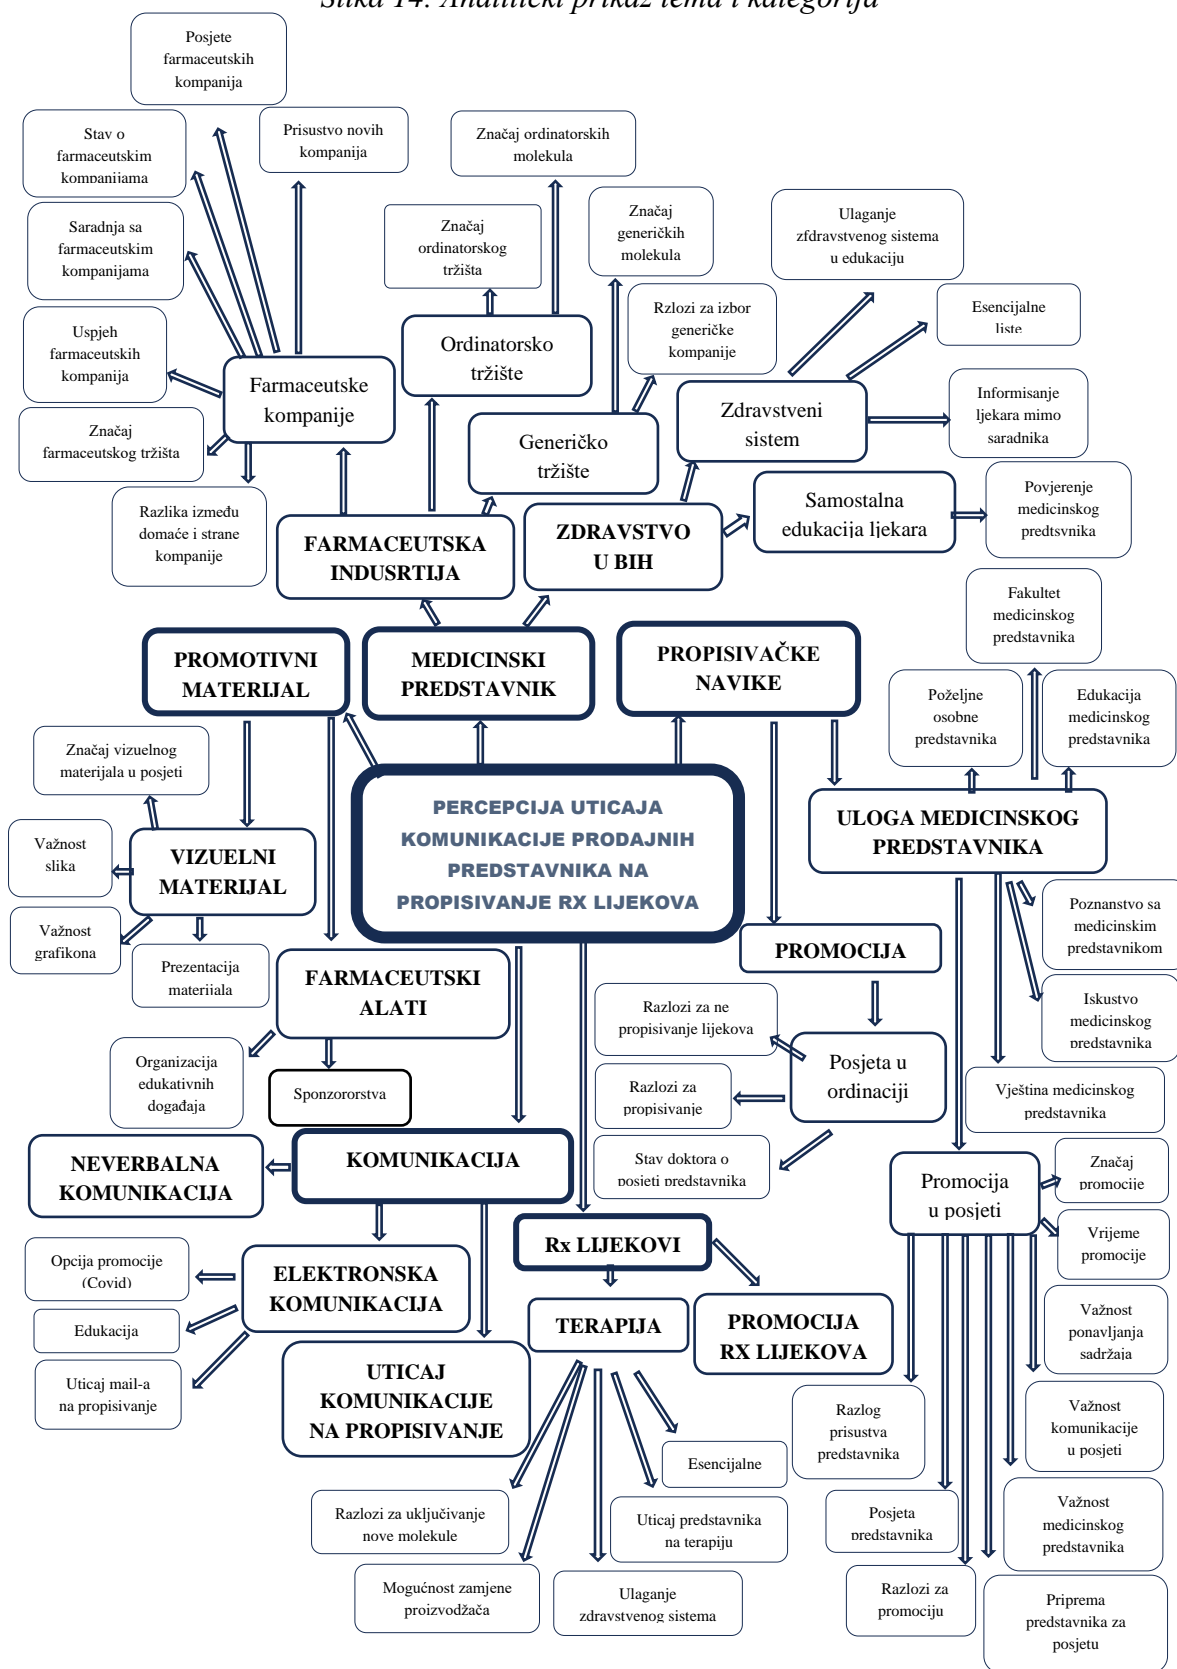 Slika 14: Analitički prikaz tema i kategorija
Posjete
farmaceutskih
kompanija
Stav o
farmaceutskim
kompanijama
Prisustvo novih
kompanija
Značaj ordinatorskih
molekula
Saradnja sa
farmaceutskim
kompanijama
Značaj
ordinatorskog
tržišta
Značaj
generičkih
molekula
Ulaganje
zfdravstvenog sistema
u edukaciju
Uspjeh
farmaceutskih
kompanija
Rzlozi za izbor
generičke
kompanije
Esencijalne
liste
Farmaceutske
kompanije
Ordinatorsko
tržište
Zdravstveni
sistem
Informisanje
ljekara mimo
saradnika
Značaj
farmaceutskog tržišta
Generičko
tržište
Samostalna
edukacija ljekara
Povjerenje
medicinskog
predtsvnika
Razlika između
domaće i strane
kompanije
FARMACEUTSKA
INDUSRTIJA
ZDRAVSTVO
U BIH
Fakultet
medicinskog
predstavnika
PROMOTIVNI
MATERIJAL
MEDICINSKI
PREDSTAVNIK
PROPISIVAČKE
NAVIKE
Poželjne
osobne
predstavnika
Edukacija
medicinskog
predstavnika
Značaj vizuelnog
materijala u posjeti
PERCEPCIJA UTICAJA
KOMUNIKACIJE PRODAJNIH
PREDSTAVNIKA NA
PROPISIVANJE RX LIJEKOVA
ULOGA MEDICINSKOG
PREDSTAVNIKA
Važnost
slika
VIZUELNI
MATERIJAL
Važnost
grafikona
Prezentacija
materijala
FARMACEUTSKI
ALATI
PROMOCIJA
Poznanstvo sa
medicinskim
predstavnikom
Razlozi za ne
propisivanje lijekova
Iskustvo
medicinskog
predstavnika
Organizacija
edukativnih
događaja
Sponzororstva
Razlozi za
propisivanje
Posjeta u
ordinaciji
Vještina medicinskog
predstavnika
NEVERBALNA
KOMUNIKACIJA
KOMUNIKACIJA
Stav doktora o
posjeti predstavnika
Promocija
u posjeti
Značaj
promocije
Rx LIJEKOVI
Vrijeme
promocije
Opcija promocije
(Covid)
ELEKTRONSKA
KOMUNIKACIJA
Edukacija
TERAPIJA
PROMOCIJA
RX LIJEKOVA
Važnost
ponavljanja
sadržaja
Uticaj mail-a
na propisivanje
UTICAJ
KOMUNIKACIJE
NA PROPISIVANJE
Razlog
prisustva
predstavnika
Važnost
komunikacije
u posjeti
Esencijalne
Razlozi za uključivanje
nove molekule
Uticaj predstavnika
na terapiju
Posjeta
predstavnika
Važnost
medicinskog
predstavnika
Mogućnost zamjene
proizvodžača
Ulaganje
zdravstvenog sistema
Razlozi za
promociju
Priprema
predstavnika za
posjetu